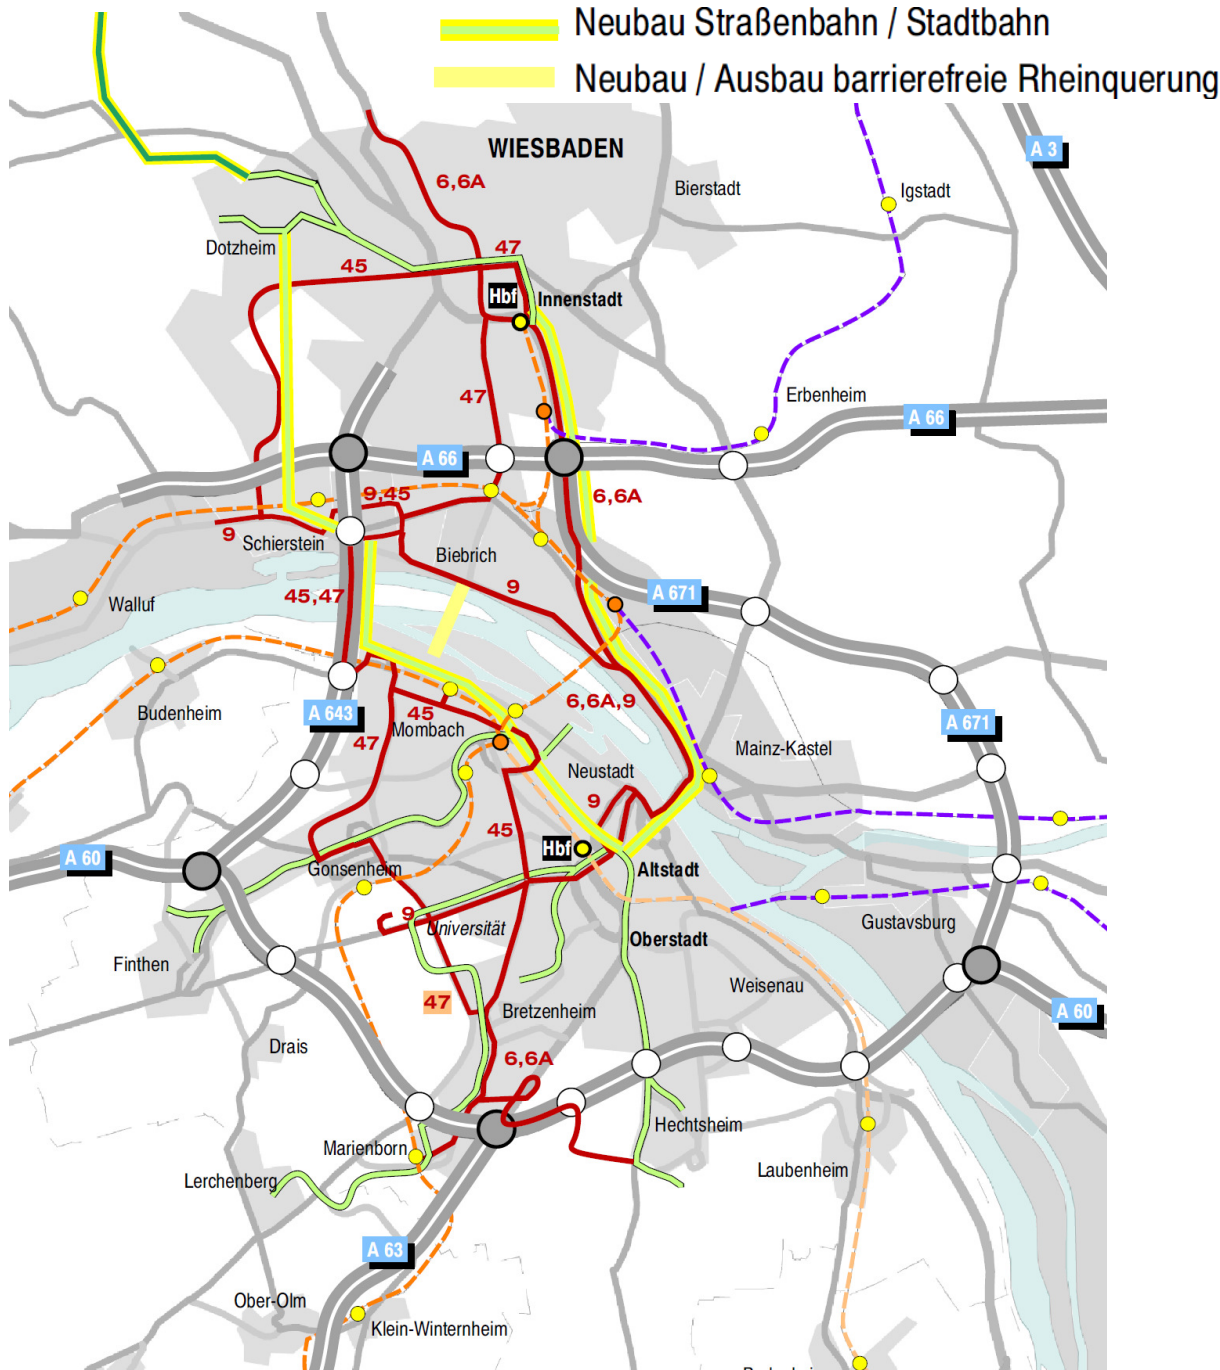 Neubau Straßenbahn / Stadtbahn
Neubau / Ausbau barrierefreie Rheinquerung
WIESBADEN
A 3
6,6A
Bierstadt
Igstadt
Dotzheim
47
45
Hbf
Innenstadt
47
Erbenheim
A 66
A 66
9,45
6,6A
9
Schierstein
Biebrich
45,47
9
A 671
Walluf
6,6A,9
Budenheim
A 643
45
Mombach
A 671
47
Mainz-Kastel
Neustadt
9
45
Hbf
A 60
Gonsenheim
Altstadt
9
Universität
Gustavsburg
Oberstadt
Finthen
Weisenau
47
Bretzenheim
A 60
Drais
6,6A
Hechtsheim
Marienborn
Laubenheim
Lerchenberg
A 63
Ober-Olm
Klein-Winternheim